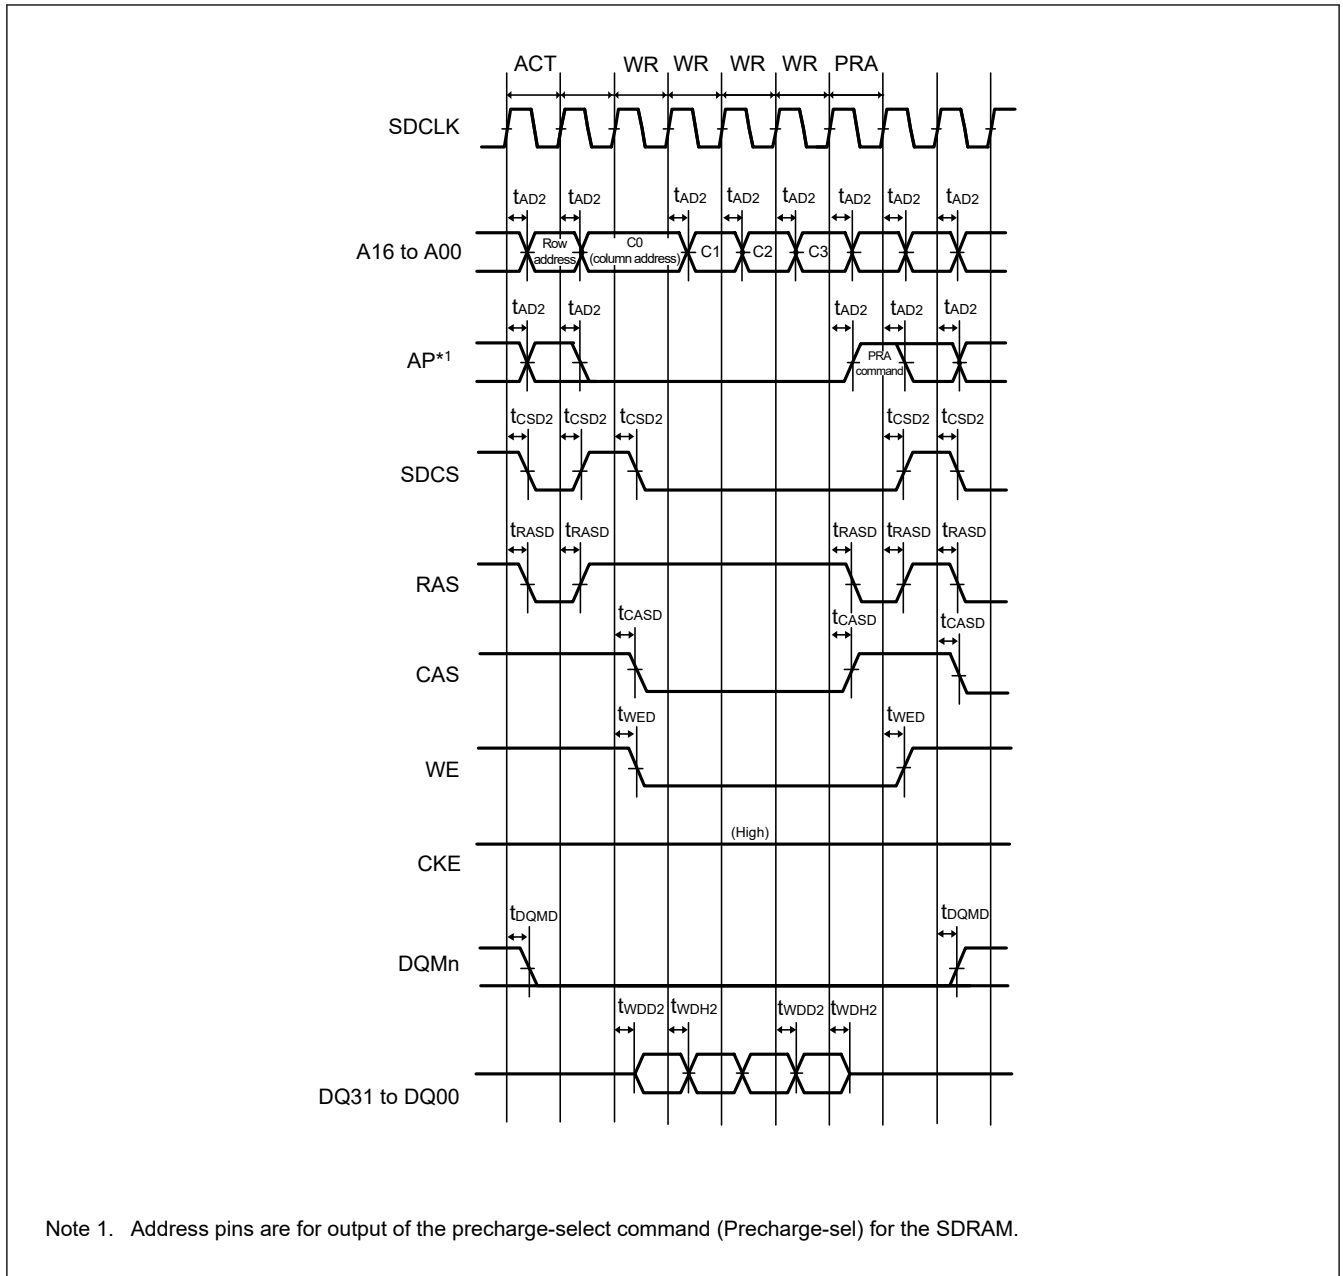 ACT WR WR WR WR PRA
SDCLK
tAD2 tAD2 tAD2 tAD2 tAD2 tAD2 tAD2 tAD2
A16 to A00
Row
address
C0
(column address)
C1 C2 C3
tAD2 tAD2 tAD2 tAD2 tAD2
AP*1
PRA
command
tCSD2 tCSD2 tCSD2 tCSD2 tCSD2
SDCS
tRASD tRASD tRASD tRASD tRASD
RAS
tCASD tCASD tCASD
CAS
tWED tWED
WE
(High)
CKE
tDQMD tDQMD
DQMn
tWDD2 tWDH2 tWDD2 tWDH2
DQ31 to DQ00
Note 1. Address pins are for output of the precharge-select command (Precharge-sel) for the SDRAM.